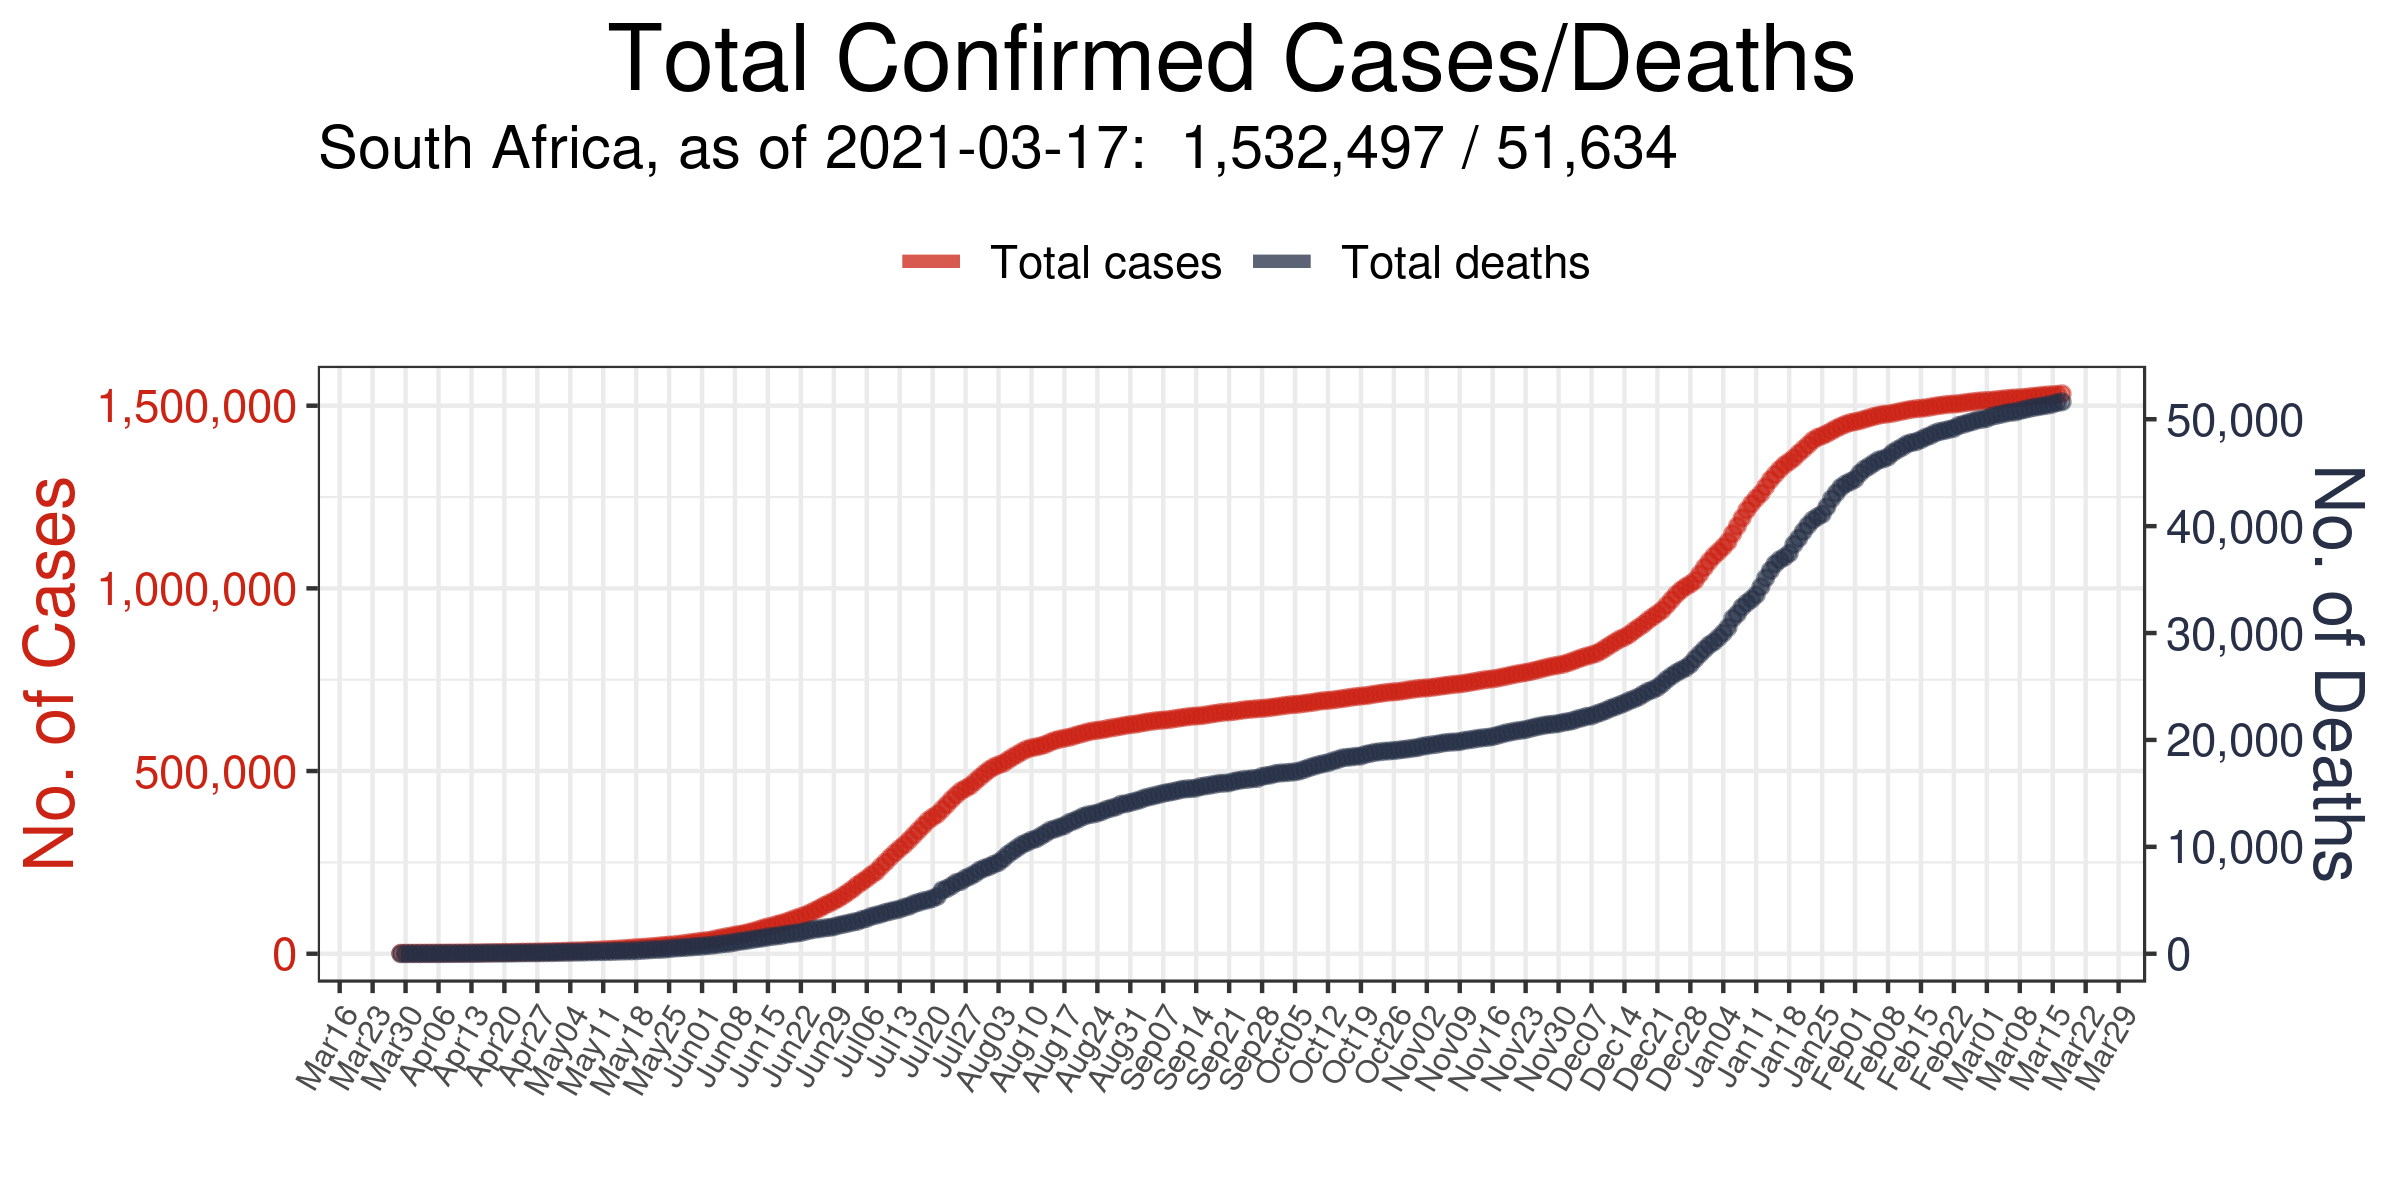 Total Confirmed Cases/Deaths
South Africa, as of 2021-03-17:  1,532,497 / 51,634
Total cases
Total deaths
No. of Cases
1,500,000
1,000,000
500,000
0
50,000
40,000
30,000
20,000
10,000
0
No. of Deaths
Mar16
Mar23
Mar30
Apr06
Apr13
Apr20
Apr27
May04
May11
May18
May25
Jun01
Jun08
Jun15
Jun22
Jun29
Jul06
Jul13
Jul20
Jul27
Aug03
Aug10
Aug17
Aug24
Aug31
Sep07
Sep14
Sep21
Sep28
Oct05
Oct12
Oct19
Oct26
Nov02
Nov09
Nov16
Nov23
Nov30
Dec07
Dec14
Dec21
Dec28
Jan04
Jan11
Jan18
Jan25
Feb01
Feb08
Feb15
Feb22
Mar01
Mar08
Mar15
Mar22
Mar29